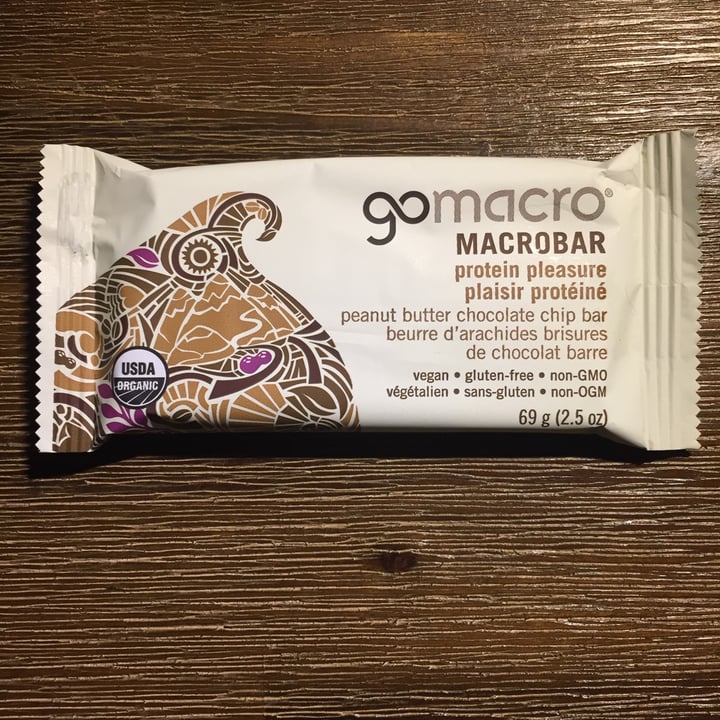 gomacro®
MACROBAR
protein pleasure
plaisir protéiné
peanut butter chocolate chip bar
beurre d'arachides brisures
de chocolat barre
vegan • gluten-free • non-GMO
végétalien • sans-gluten • non-OGM
69 g (2.5 oz)
USDA
ORGANIC